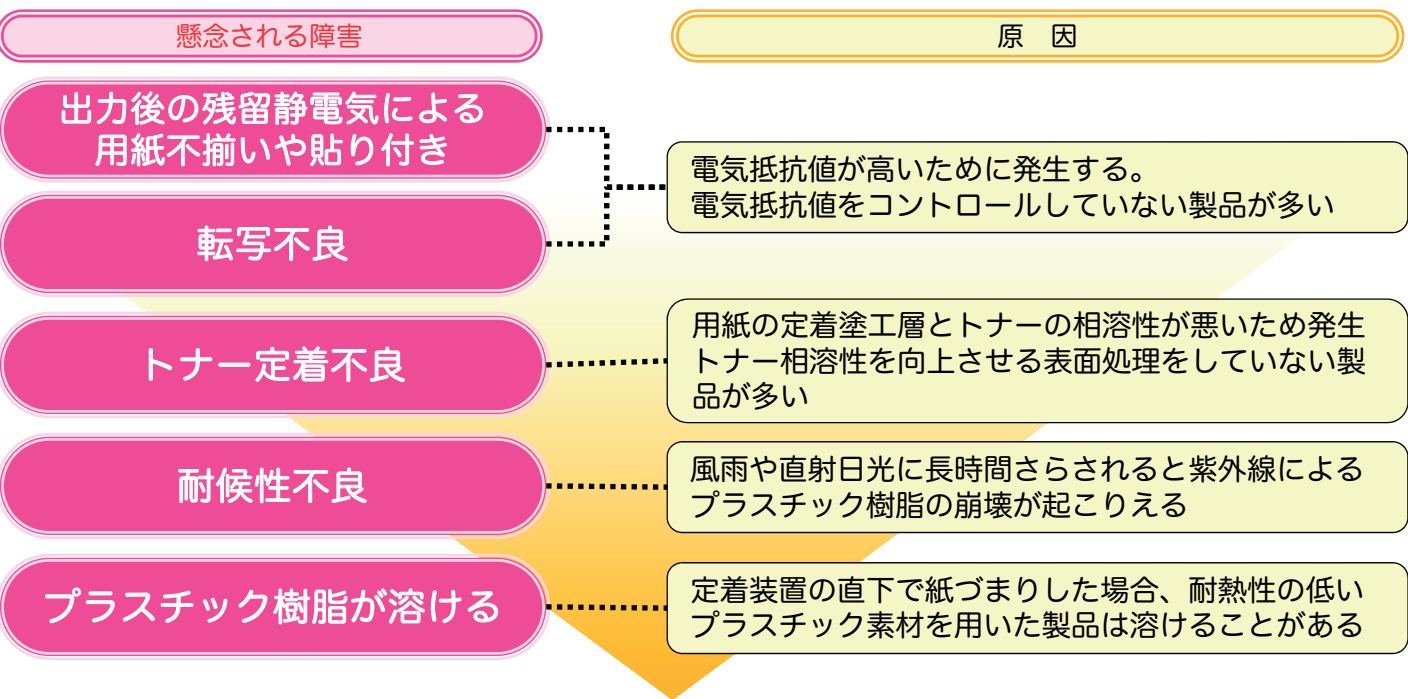 懸念される障害
原 因
出力後の残留静電気による
用紙不揃いや貼り付き
転写不良
電気抵抗値が高いために発生する。
電気抵抗値をコントロールしていない製品が多い
トナー定着不良
用紙の定着塗工層とトナーの相溶性が悪いため発生
トナー相溶性を向上させる表面処理をしていない製
品が多い
耐候性不良
風雨や直射日光に長時間さらされると紫外線による
プラスチック樹脂の崩壊が起こりえる
プラスチック樹脂が溶ける
定着装置の直下で紙づまりした場合、耐熱性の低い
プラスチック素材を用いた製品は溶けることがある